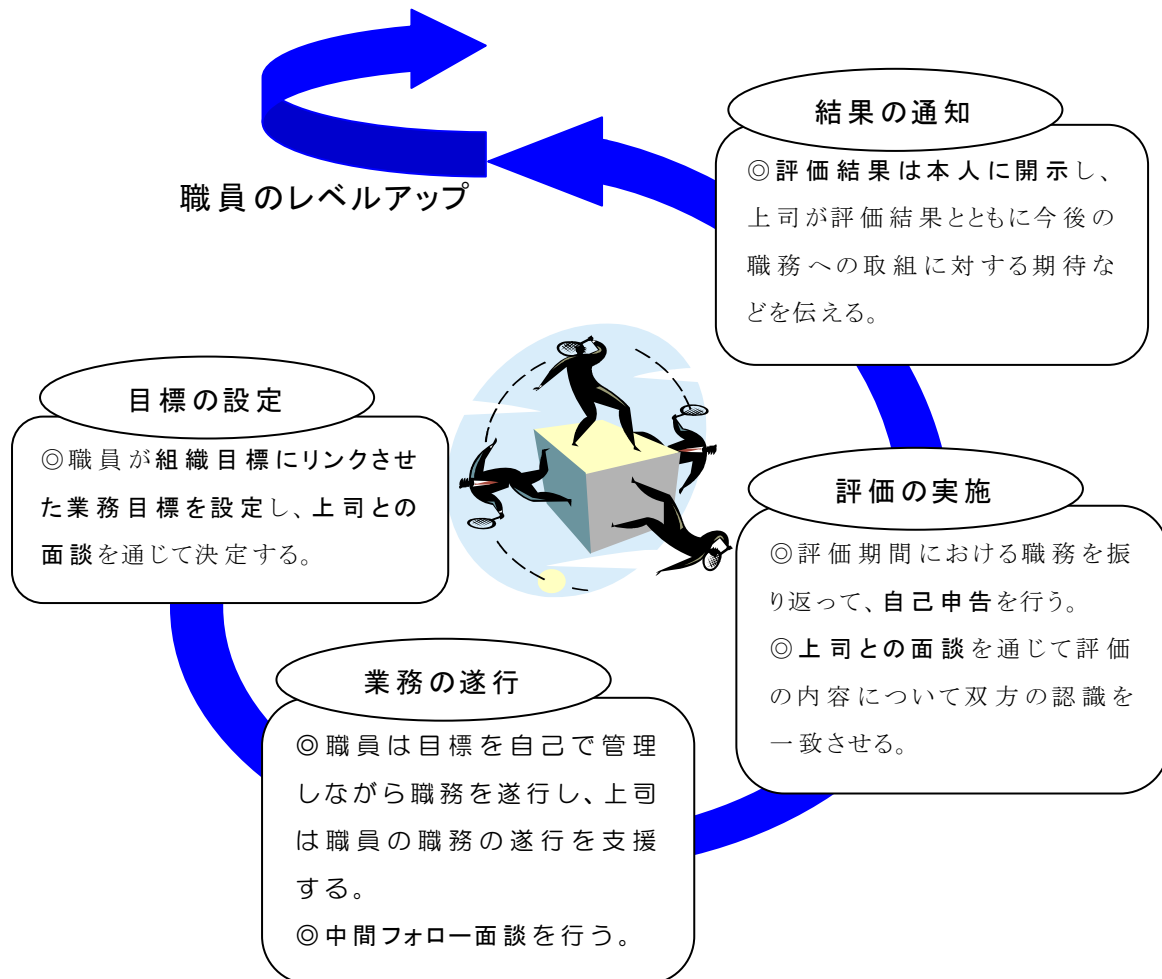 職員のレベルアップ
結果の通知
◎評価結果は本人に開示し、
上司が評価結果とともに今後の
職務への取組に対する期待な
どを伝える。
目標の設定
◎職員が組織目標にリンクさせ
た業務目標を設定し、上司との
面談を通じて決定する。
評価の実施
◎評価期間における職務を振
り返って、自己申告を行う。
◎上司との面談を通じて評価
の内容について双方の認識を
一致させる。
業務の遂行
◎職員は目標を自己で管理
しながら職務を遂行し、上司
は職員の職務の遂行を支援
する。
◎中間フォロー面談を行う。